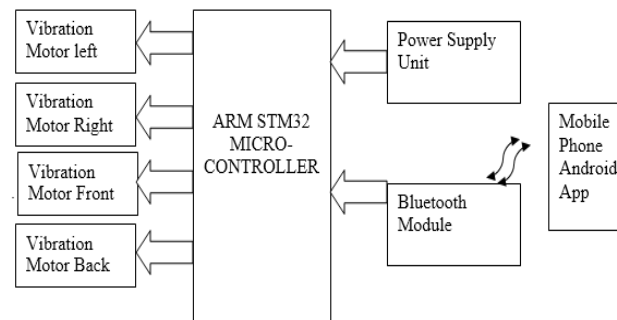 Vibration
Motor left
Vibration
Motor Right
Vibration
Motor Front
Vibration
Motor Back
ARM STM32
MICRO-
CONTROLLER
Power Supply
Unit
Bluetooth
Module
Mobile
Phone
Android
App